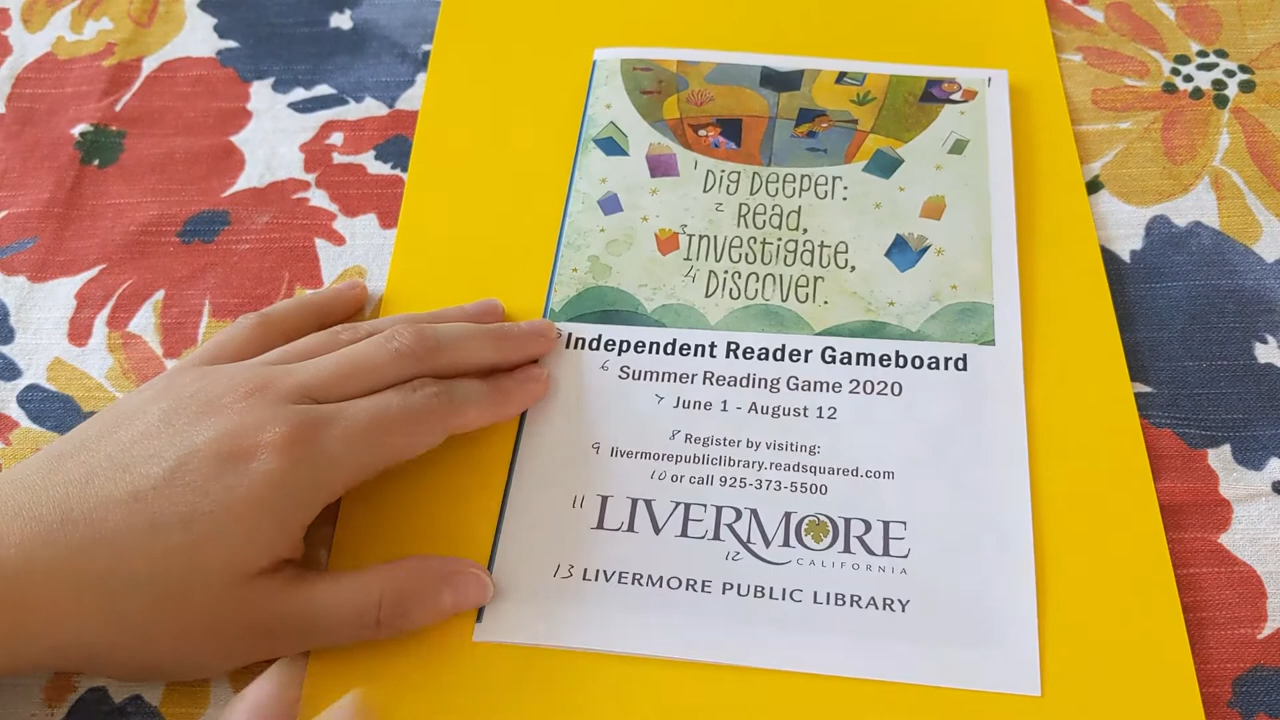 1 Dig Deeper:
2 Read,
3 Investigate,
4 Discover.
5 Independent Reader Gameboard
6 Summer Reading Game 2020
7 June 1 - August 12
8 Register by visiting:
9 livermorepubliclibrary.readsquared.com
10 or call 925-373-5500
11 LIVERMORE
12 CALIFORNIA
13 LIVERMORE PUBLIC LIBRARY